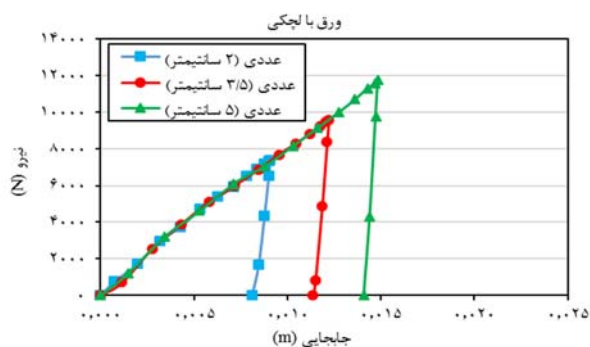 ورق با لچکی
۱۴۰۰۰
۱۲۰۰۰
۱۰۰۰۰
۸۰۰۰
۶۰۰۰
۴۰۰۰
۲۰۰۰
۰
نیرو (N)
عددی (۲ سانتیمتر)
عددی (۳/۵ سانتیمتر)
عددی (۵ سانتیمتر)
۰,۰۰۰ ۰,۰۰۵ ۰,۰۱۰ ۰,۰۱۵ ۰,۰۲۰ ۰,۰۲۵
جابجایی (m)